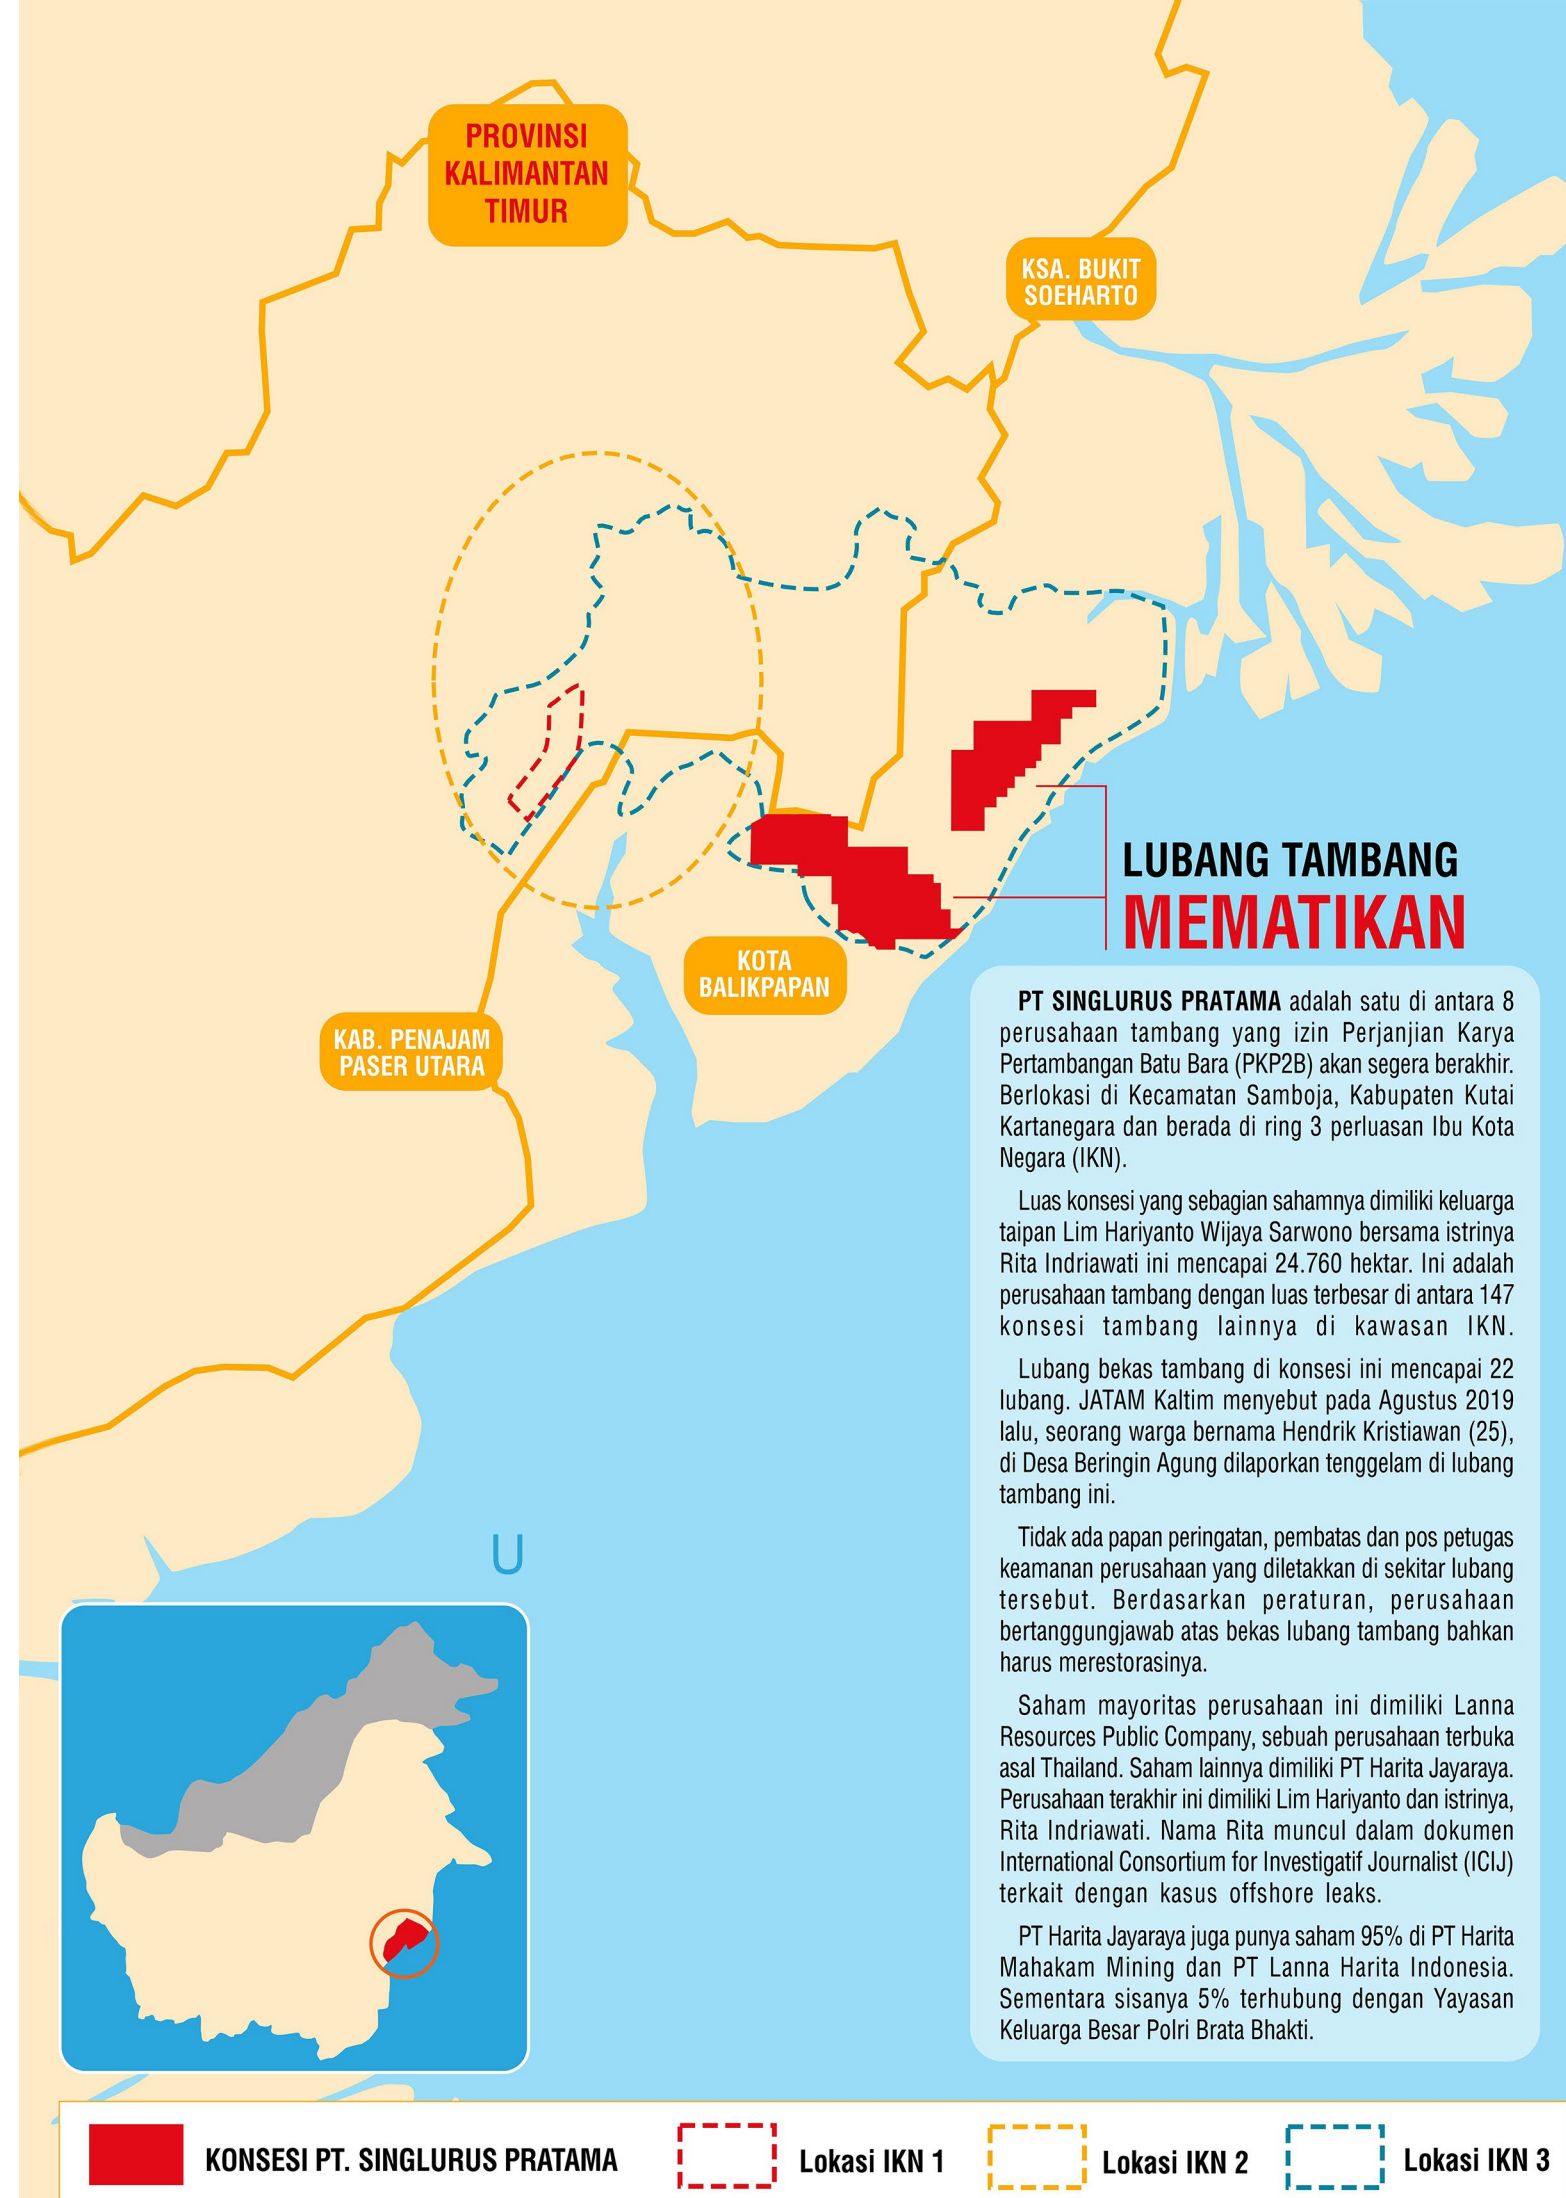 PROVINSI
KALIMANTAN
TIMUR
KSA. BUKIT
SOEHARTO
KOTA
BALIKPAPAN
KAB. PENAJAM
PASER UTARA
LUBANG TAMBANG
MEMATIKAN
PT SINGLURUS PRATAMA adalah satu di antara 8
perusahaan tambang yang izin Perjanjian Karya
Pertambangan Batu Bara (PKP2B) akan segera berakhir.
Berlokasi di Kecamatan Samboja, Kabupaten Kutai
Kartanegara dan berada di ring 3 perluasan Ibu Kota
Negara (IKN).
Luas konsesi yang sebagian sahamnya dimiliki keluarga
taipan Lim Hariyanto Wijaya Sarwono bersama istrinya
Rita Indriawati ini mencapai 24.760 hektar. Ini adalah
perusahaan tambang dengan luas terbesar di antara 147
konsesi tambang lainnya di kawasan IKN.
Lubang bekas tambang di konsesi ini mencapai 22
lubang. JATAM Kaltim menyebut pada Agustus 2019
lalu, seorang warga bernama Hendrik Kristiawan (25),
di Desa Beringin Agung dilaporkan tenggelam di lubang
tambang ini.
Tidak ada papan peringatan, pembatas dan pos petugas
keamanan perusahaan yang diletakkan di sekitar lubang
tersebut. Berdasarkan peraturan, perusahaan
bertanggungjawab atas bekas lubang tambang bahkan
harus merestorasinya.
Saham mayoritas perusahaan ini dimiliki Lanna
Resources Public Company, sebuah perusahaan terbuka
asal Thailand. Saham lainnya dimiliki PT Harita Jayaraya.
Perusahaan terakhir ini dimiliki Lim Hariyanto dan istrinya,
Rita Indriawati. Nama Rita muncul dalam dokumen
International Consortium for Investigatif Journalist (ICIJ)
terkait dengan kasus offshore leaks.
PT Harita Jayaraya juga punya saham 95% di PT Harita
Mahakam Mining dan PT Lanna Harita Indonesia.
Sementara sisanya 5% terhubung dengan Yayasan
Keluarga Besar Polri Brata Bhakti.
U
KONSESI PT. SINGLURUS PRATAMA
Lokasi IKN 1
Lokasi IKN 2
Lokasi IKN 3